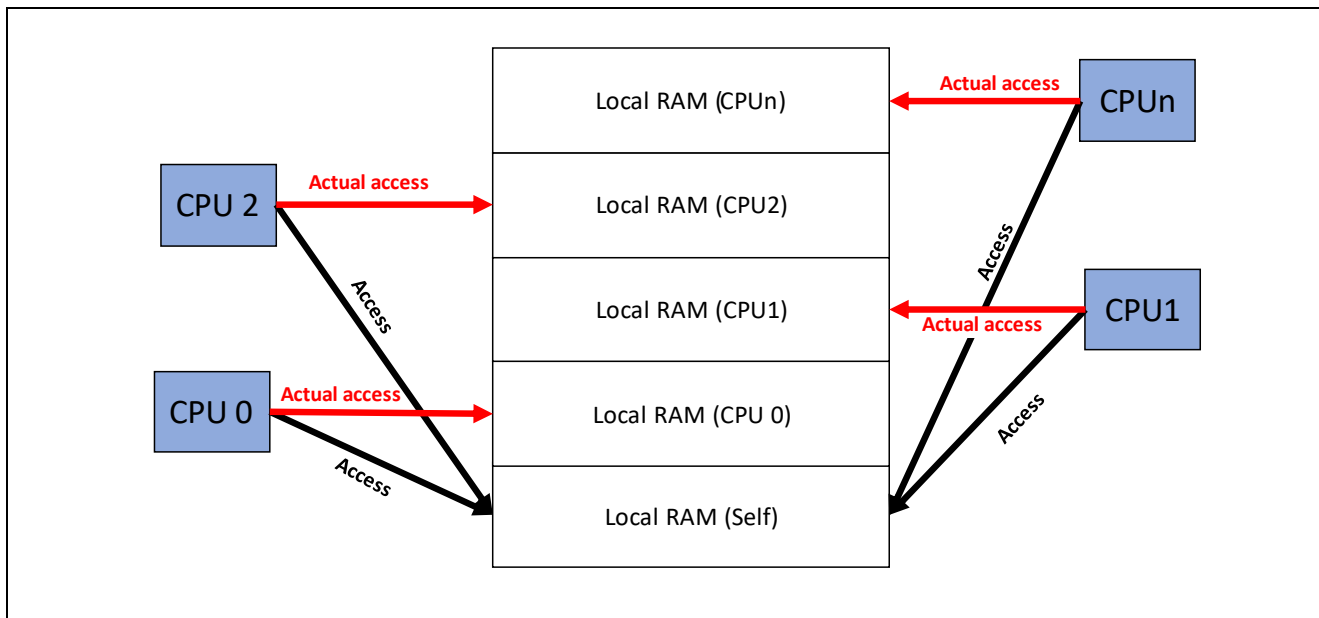 Local RAM (CPUn)
Actual access
CPUn
CPU 2
Actual access
Local RAM (CPU2)
Access
Access
Local RAM (CPU1)
Actual access
CPU1
CPU 0
Actual access
Local RAM (CPU 0)
Access
Access
Local RAM (Self)